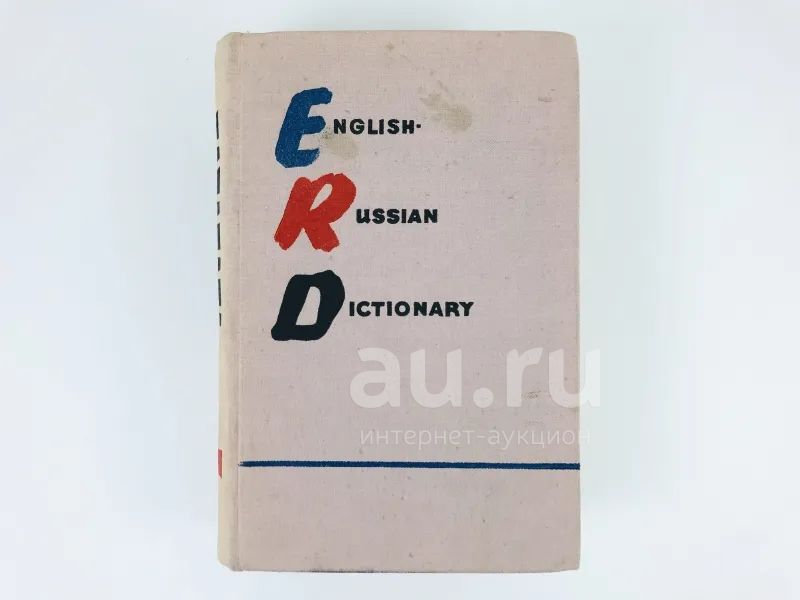 ENGLISH-
RUSSIAN
DICTIONARY
au.ru
интернет-аукцион